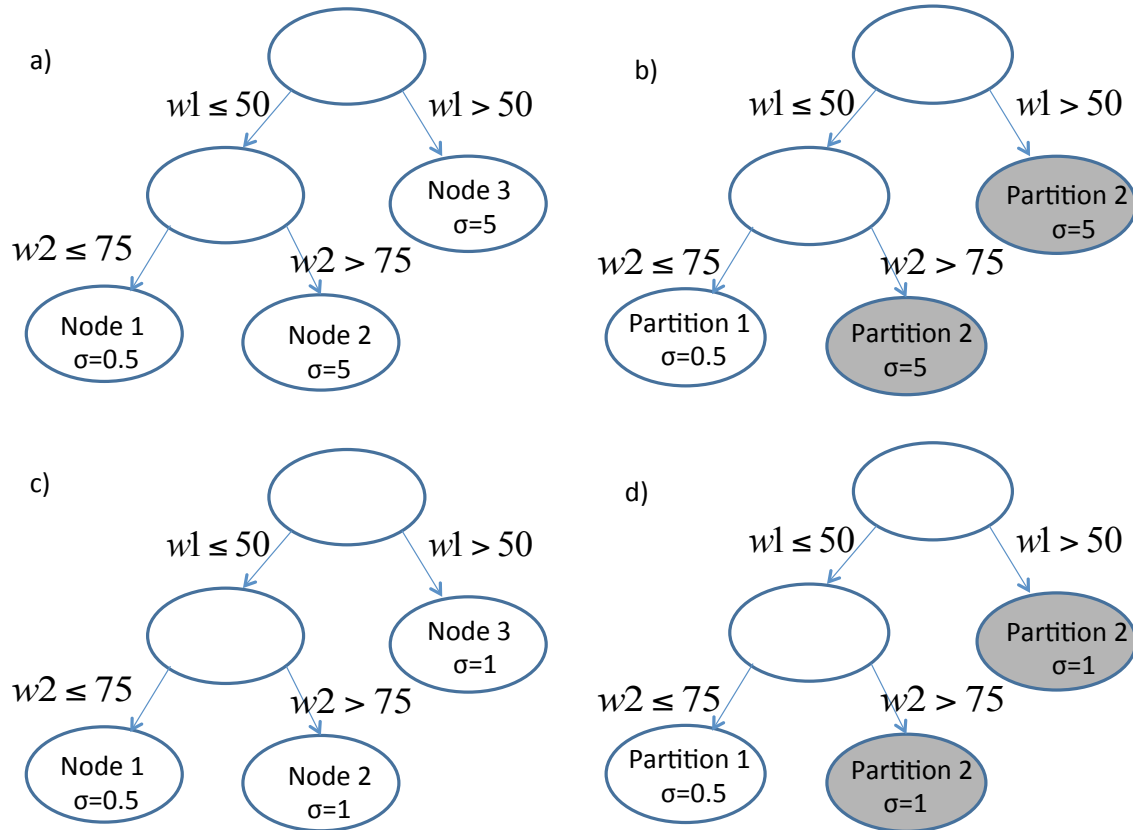 a)
w1 ≤ 50
w1 > 50
Node 3
σ=5
w2 ≤ 75
w2 > 75
Node 1
σ=0.5
Node 2
σ=5
b)
w1 ≤ 50
w1 > 50
Partition 2
σ=5
w2 ≤ 75
w2 > 75
Partition 1
σ=0.5
Partition 2
σ=5
c)
w1 ≤ 50
w1 > 50
Node 3
σ=1
w2 ≤ 75
w2 > 75
Node 1
σ=0.5
Node 2
σ=1
d)
w1 ≤ 50
w1 > 50
Partition 2
σ=1
w2 ≤ 75
w2 > 75
Partition 1
σ=0.5
Partition 2
σ=1